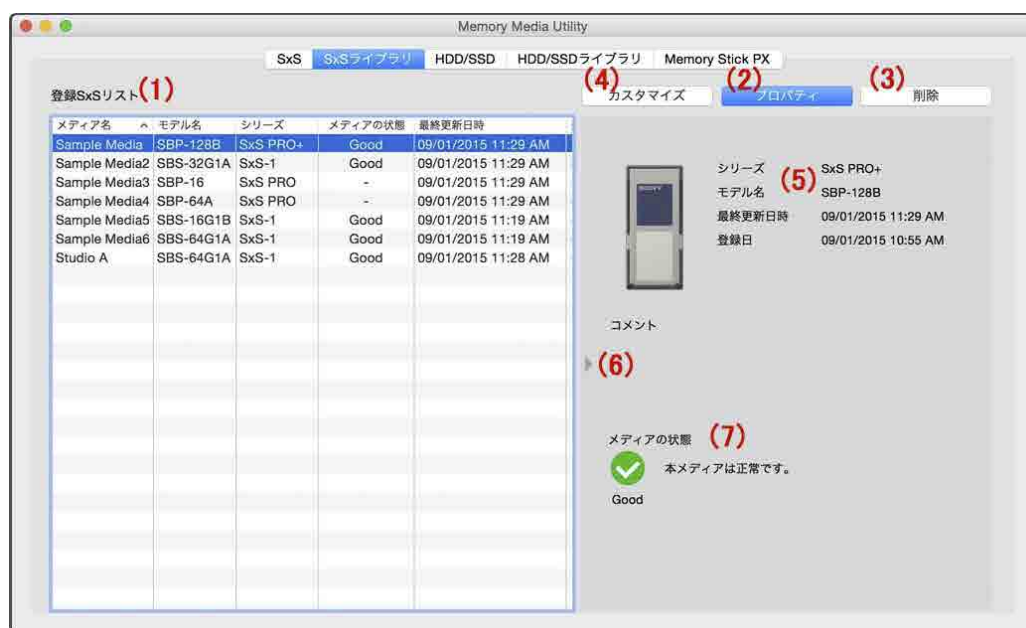 Memory Media Utility
SxS SxSライブラリ HDD/SSD HDD/SSDライブラリ Memory Stick PX
登録SxSリスト(1)
(4) (2) (3)
カスタマイズ プロパティ 削除
メディア名 モデル名 シリーズ メディアの状態 最終更新日時
Sample Media SBP-128B SxS PRO+ Good 09/01/2015 11:29 AM
Sample Media2 SBS-32G1A SxS-1 Good 09/01/2015 11:29 AM
Sample Media3 SBP-16 SxS PRO - 09/01/2015 11:29 AM
Sample Media4 SBP-64A SxS PRO - 09/01/2015 11:29 AM
Sample Media5 SBS-16G1B SxS-1 Good 09/01/2015 11:19 AM
Sample Media6 SBS-64G1A SxS-1 Good 09/01/2015 11:19 AM
Studio A SBS-64G1A SxS-1 Good 09/01/2015 11:28 AM
SONY
シリーズ SxS PRO+
(5)
モデル名 SBP-128B
最終更新日時 09/01/2015 11:29 AM
登録日 09/01/2015 10:55 AM
コメント
(6)
メディアの状態 (7)
本メディアは正常です。
Good